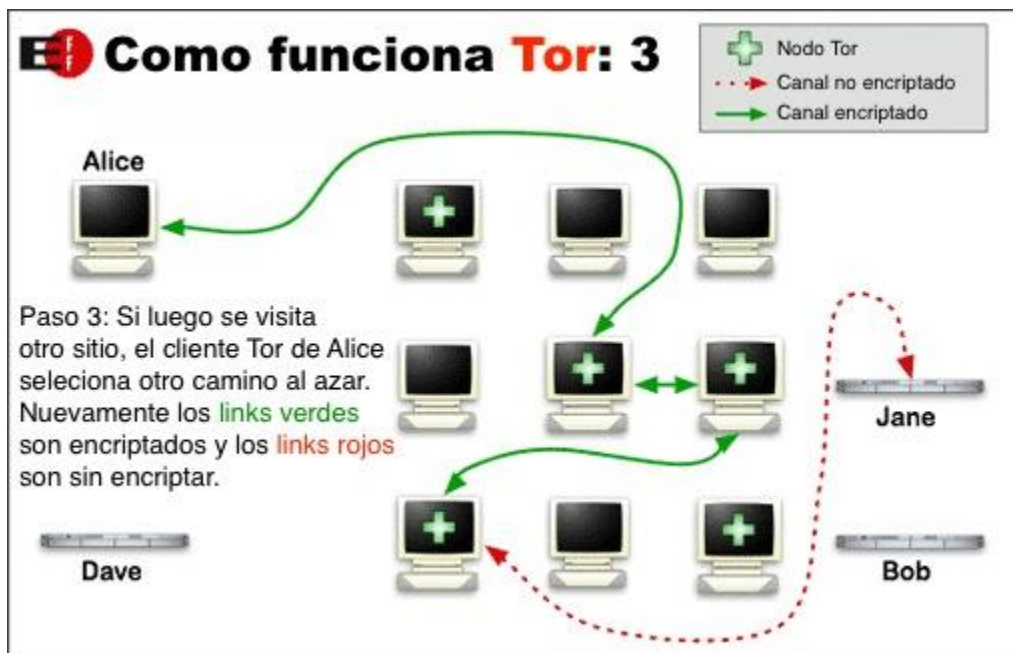 EFF Como funciona Tor: 3
Nodo Tor
Canal no encriptado
Canal encriptado
Alice
Paso 3: Si luego se visita
otro sitio, el cliente Tor de Alice
seleciona otro camino al azar.
Nuevamente los links verdes
son encriptados y los links rojos
son sin encriptar.
Jane
Dave
Bob